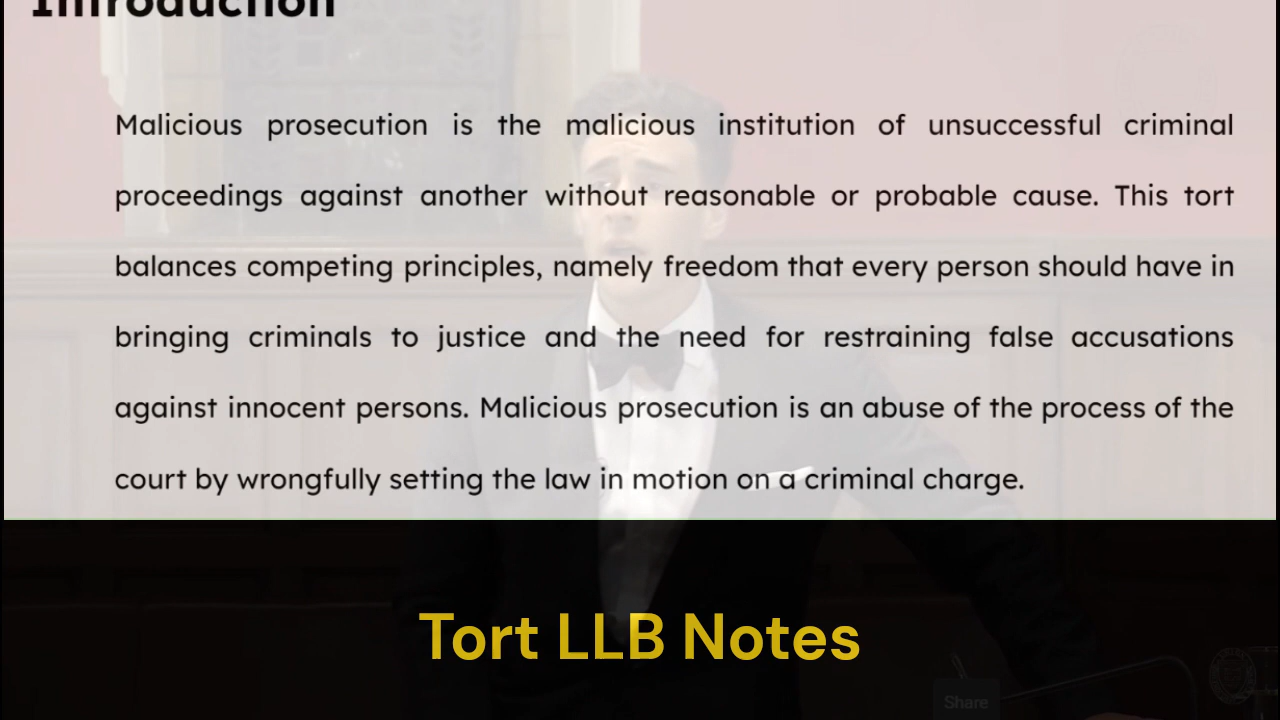 Introduction
Malicious prosecution is the malicious institution of unsuccessful criminal
proceedings against another without reasonable or probable cause. This tort
balances competing principles, namely freedom that every person should have in
bringing criminals to justice and the need for restraining false accusations
against innocent persons. Malicious prosecution is an abuse of the process of the
court by wrongfully setting the law in motion on a criminal charge.
Tort LLB Notes
Share